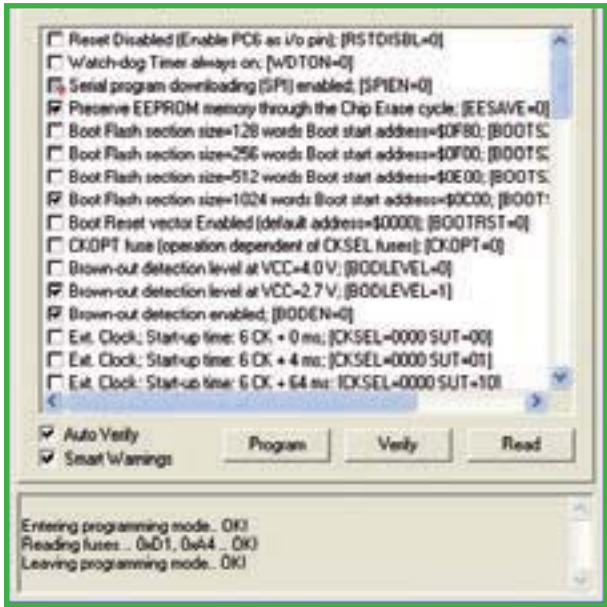 Reset Disabled (Enable PC6 as i/o pin); [RSTDISBL=0]
Watch-dog Timer always on; [WDTON=0]
Serial program downloading (SPI) enabled; [SPIEN=0]
Preserve EEPROM memory through the Chip Erase cycle; [EESAVE=0]
Boot Flash section size=128 words Boot start address=$0F80; [BOOTS
Boot Flash section size=256 words Boot start address=$0F00; [BOOTS
Boot Flash section size=512 words Boot start address=$0E00; [BOOTS
Boot Flash section size=1024 words Boot start address=$0C00; [BOOT
Boot Reset vector Enabled (default address=$0000); [BOOTRST=0]
CKOPT fuse (operation dependent of CKSEL fuses); [CKOPT=0]
Brown-out detection level at VCC=4.0 V; [BODLEVEL=0]
Brown-out detection level at VCC=2.7 V; [BODLEVEL=1]
Brown-out detection enabled; [BODEN=0]
Ext. Clock; Start-up time: 6 CK + 0 ms; [CKSEL=0000 SUT=00]
Ext. Clock; Start-up time: 6 CK + 4 ms; [CKSEL=0000 SUT=01]
Ext. Clock; Start-up time: 6 CK + 64 ms; [CKSEL=0000 SUT=10]
Auto Verify
Smart Warnings
Program Verify Read
Entering programming mode.. OK!
Reading fuses... 0xD1, 0xA4 .. OK!
Leaving programming mode.. OK!